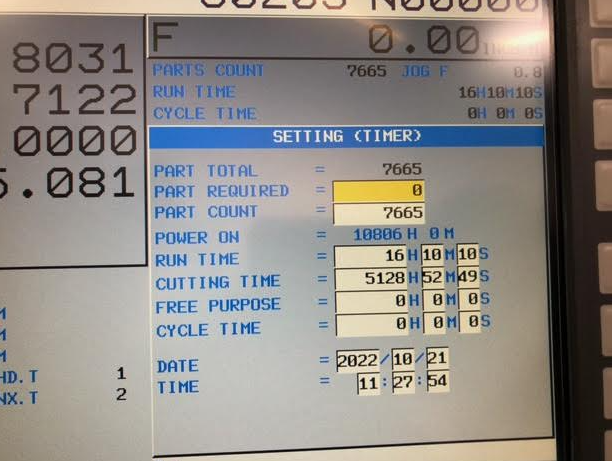 8031
7122
0000
5.081
HD.T 1
NX.T 2
F 0.00
PARTS COUNT 7665 JOG F 0.8
RUN TIME 16H10M10S
CYCLE TIME 0H 0M 0S
SETTING (TIMER)
PART TOTAL = 7665
PART REQUIRED = 0
PART COUNT = 7665
POWER ON = 10806 H 0 M
RUN TIME = 16 H 10 M 10 S
CUTTING TIME = 5128 H 52 M 49 S
FREE PURPOSE = 0 H 0 M 0 S
CYCLE TIME = 0 H 0 M 0 S
DATE = 2022/10/21
TIME = 11:27:54